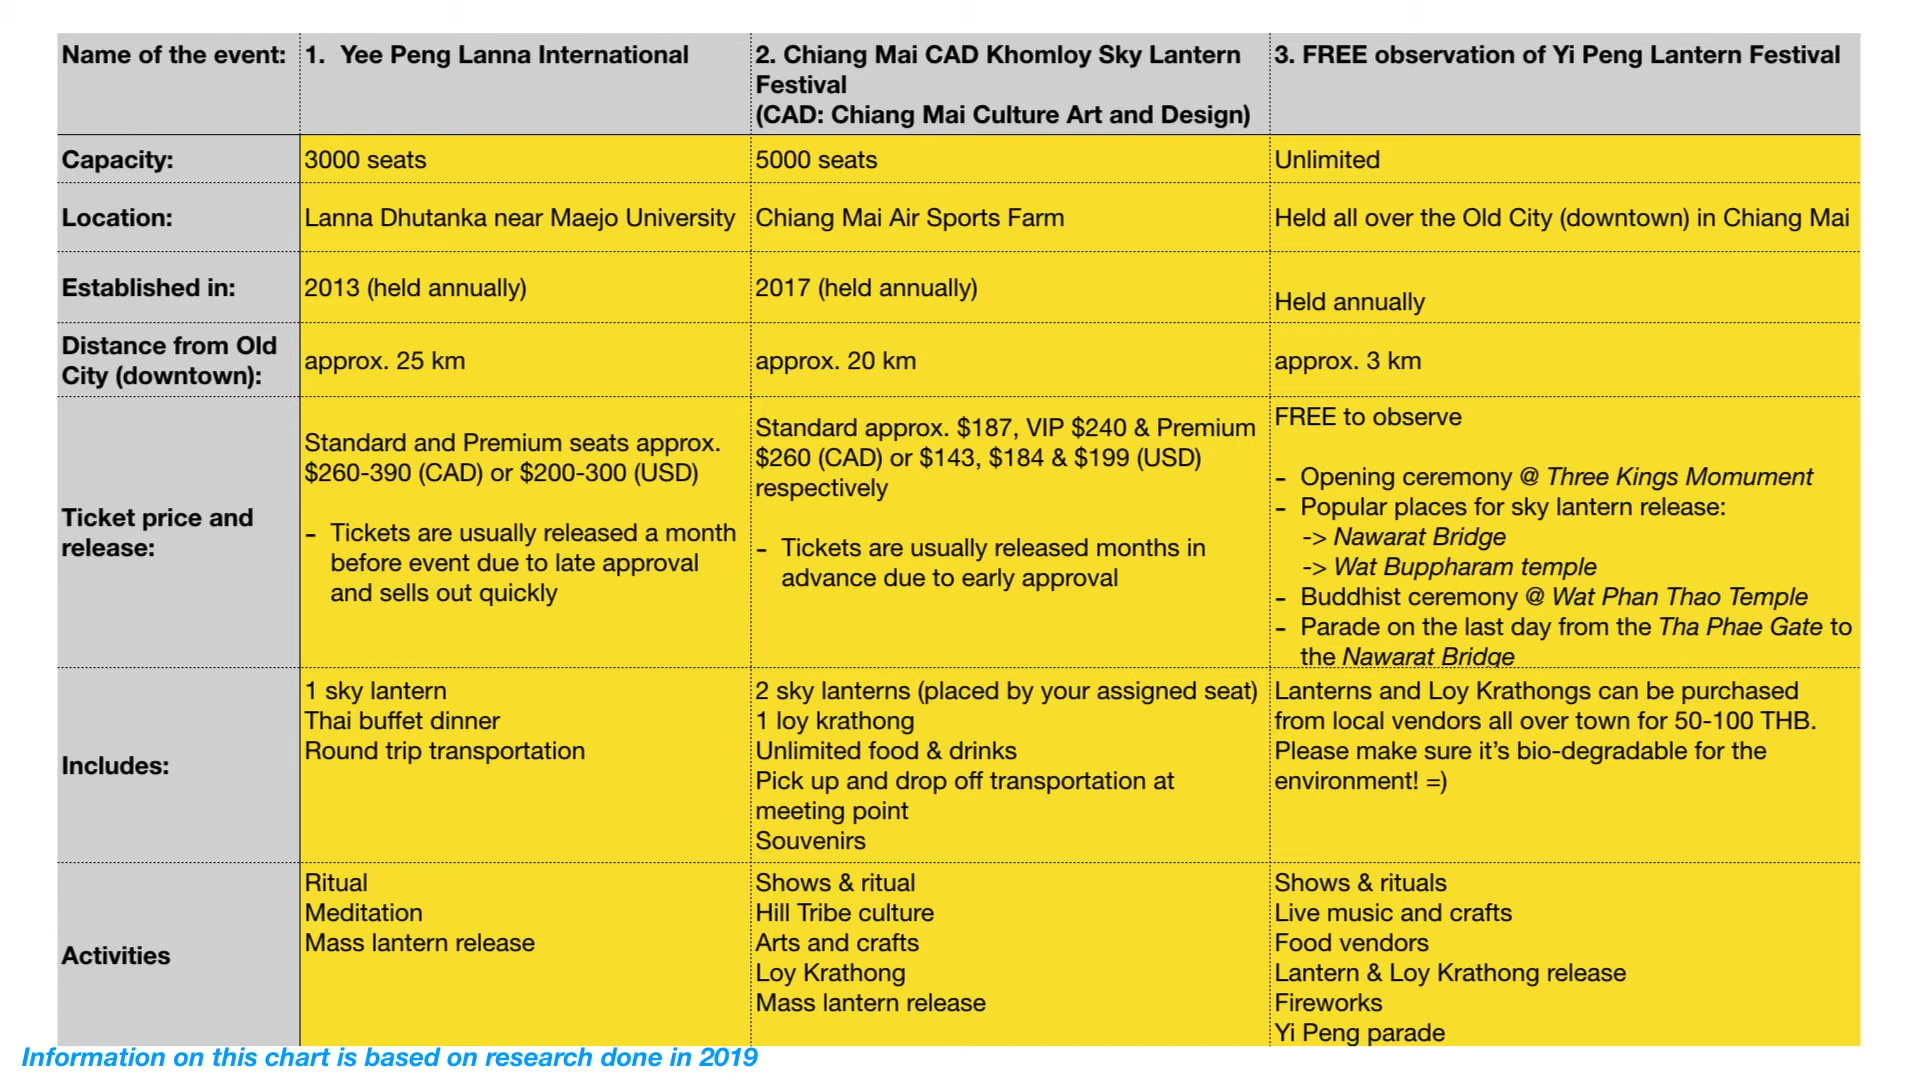 Name of the event:
1. Yee Peng Lanna International
2. Chiang Mai CAD Khomloy Sky Lantern
Festival
(CAD: Chiang Mai Culture Art and Design)
3. FREE observation of Yi Peng Lantern Festival
Capacity:
3000 seats
5000 seats
Unlimited
Location:
Lanna Dhutanka near Maejo University
Chiang Mai Air Sports Farm
Held all over the Old City (downtown) in Chiang Mai
Established in:
2013 (held annually)
2017 (held annually)
Held annually
Distance from Old
City (downtown):
approx. 25 km
approx. 20 km
approx. 3 km
Ticket price and
release:
Standard and Premium seats approx.
$260-390 (CAD) or $200-300 (USD)
- Tickets are usually released a month
before event due to late approval
and sells out quickly
Standard approx. $187, VIP $240 & Premium
$260 (CAD) or $143, $184 & $199 (USD)
respectively
- Tickets are usually released months in
advance due to early approval
FREE to observe
- Opening ceremony @ Three Kings Momument
- Popular places for sky lantern release:
-> Nawarat Bridge
-> Wat Buppharam temple
- Buddhist ceremony @ Wat Phan Thao Temple
- Parade on the last day from the Tha Phae Gate to
the Nawarat Bridge
Includes:
1 sky lantern
Thai buffet dinner
Round trip transportation
2 sky lanterns (placed by your assigned seat)
1 loy krathong
Unlimited food & drinks
Pick up and drop off transportation at
meeting point
Souvenirs
Lanterns and Loy Krathongs can be purchased
from local vendors all over town for 50-100 THB.
Please make sure it’s bio-degradable for the
environment! =)
Activities
Ritual
Meditation
Mass lantern release
Shows & ritual
Hill Tribe culture
Arts and crafts
Loy Krathong
Mass lantern release
Shows & rituals
Live music and crafts
Food vendors
Lantern & Loy Krathong release
Fireworks
Yi Peng parade
Information on this chart is based on research done in 2019